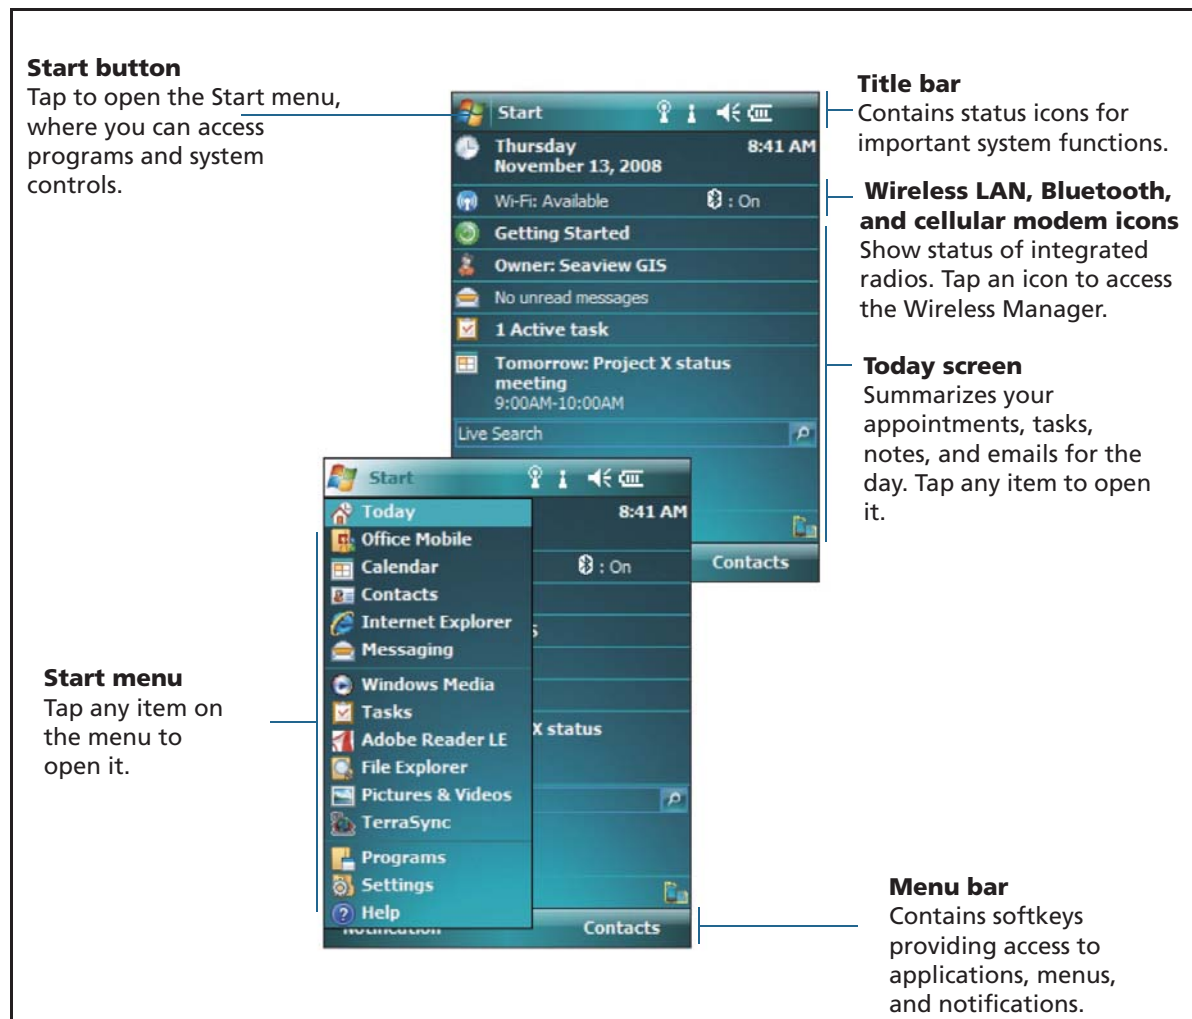 Start button
Tap to open the Start menu,
where you can access
programs and system
controls.
Start
Thursday 8:41 AM
November 13, 2008
Wi-Fi: Available : On
Getting Started
Owner: Seaview GIS
No unread messages
1 Active task
Tomorrow: Project X status
meeting
9:00AM-10:00AM
Live Search
Contacts
Title bar
Contains status icons for
important system functions.
Wireless LAN, Bluetooth,
and cellular modem icons
Show status of integrated
radios. Tap an icon to access
the Wireless Manager.
Today screen
Summarizes your
appointments, tasks,
notes, and emails for the
day. Tap any item to open
it.
Start menu
Tap any item on
the menu to
open it.
Start
Today
8:41 AM
Office Mobile
Calendar
: On
Contacts
Internet Explorer
S
Messaging
Windows Media
Tasks
X status
Adobe Reader LE
File Explorer
Pictures & Videos
TerraSync
Programs
Settings
Help
Notification
Contacts
Menu bar
Contains softkeys
providing access to
applications, menus,
and notifications.